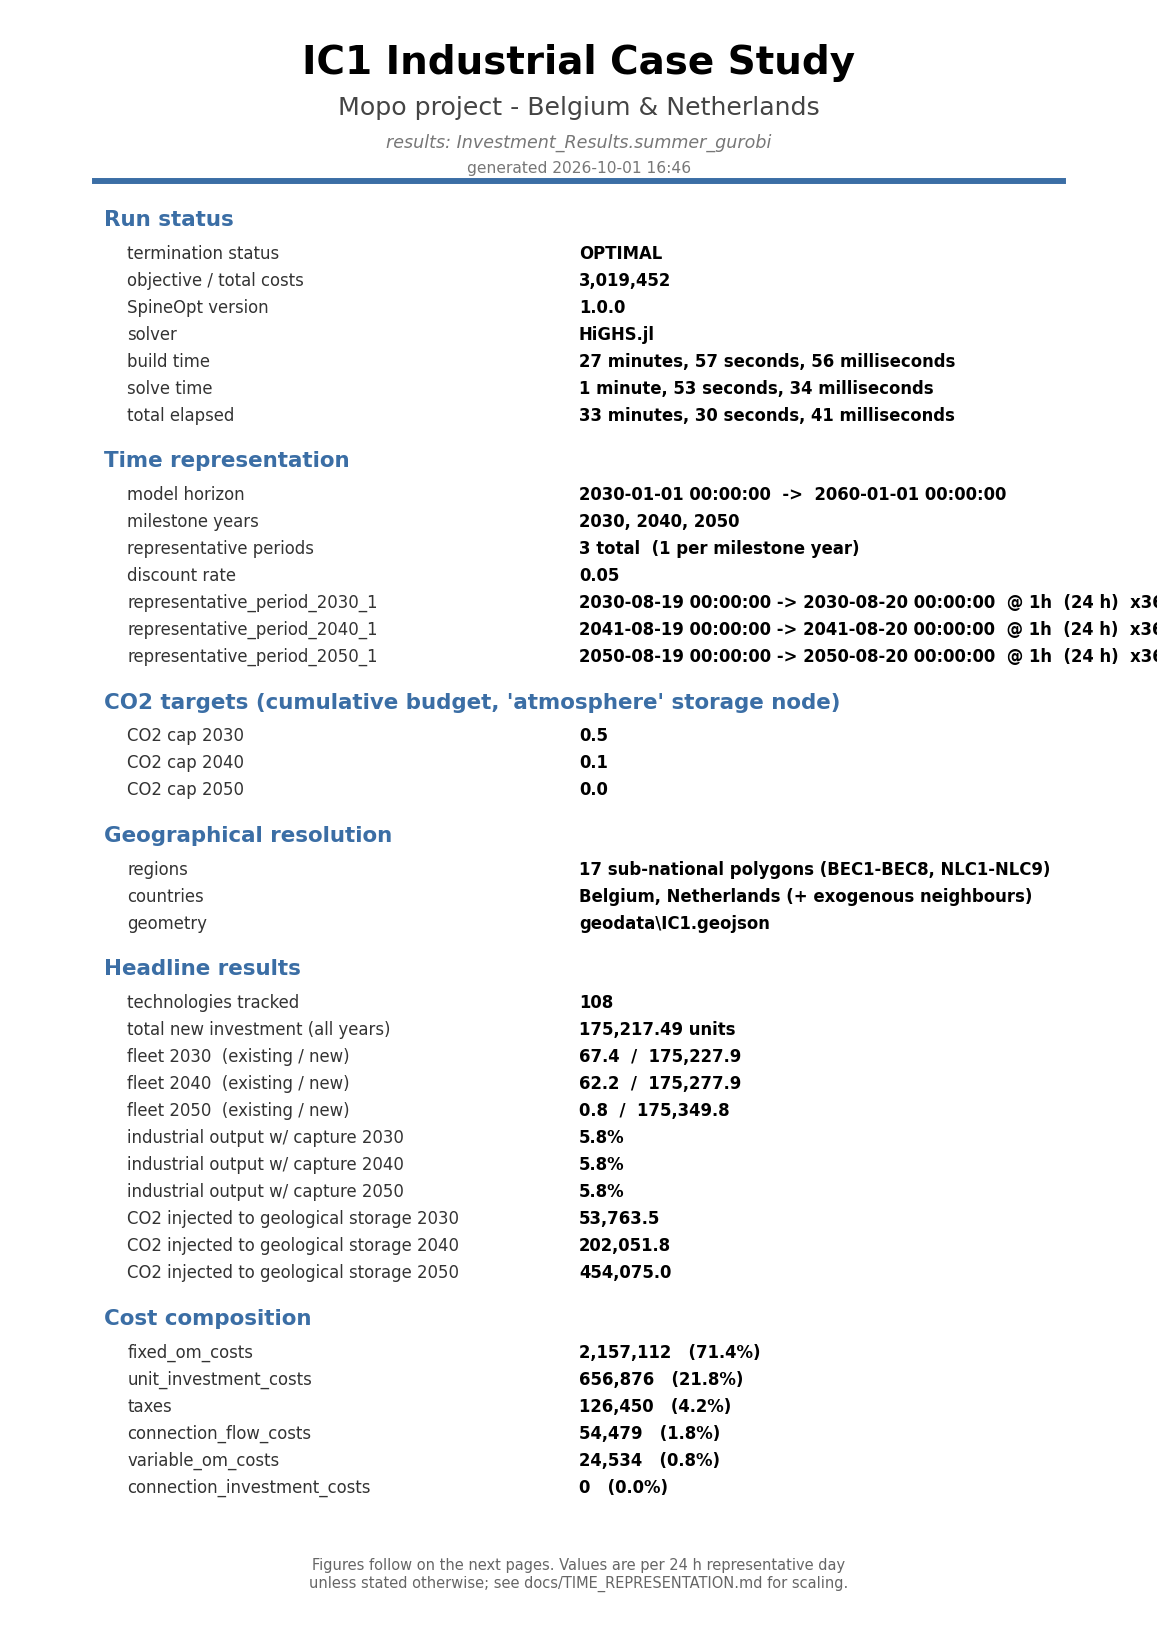 IC1 Industrial Case Study
Mopo project - Belgium & Netherlands
results: Investment_Results.summer_gurobi
generated 2026-10-01 16:46
Run status
termination status OPTIMAL
objective / total costs 3,019,452
SpineOpt version 1.0.0
solver HiGHS.jl
build time 27 minutes, 57 seconds, 56 milliseconds
solve time 1 minute, 53 seconds, 34 milliseconds
total elapsed 33 minutes, 30 seconds, 41 milliseconds
Time representation
model horizon 2030-01-01 00:00:00 -> 2060-01-01 00:00:00
milestone years 2030, 2040, 2050
representative periods 3 total (1 per milestone year)
discount rate 0.05
representative_period_2030_1 2030-08-19 00:00:00 -> 2030-08-20 00:00:00 @ 1h (24 h) x36
representative_period_2040_1 2041-08-19 00:00:00 -> 2041-08-20 00:00:00 @ 1h (24 h) x36
representative_period_2050_1 2050-08-19 00:00:00 -> 2050-08-20 00:00:00 @ 1h (24 h) x36
CO2 targets (cumulative budget, 'atmosphere' storage node)
CO2 cap 2030 0.5
CO2 cap 2040 0.1
CO2 cap 2050 0.0
Geographical resolution
regions 17 sub-national polygons (BEC1-BEC8, NLC1-NLC9)
countries Belgium, Netherlands (+ exogenous neighbours)
geometry geodata\IC1.geojson
Headline results
technologies tracked 108
total new investment (all years) 175,217.49 units
fleet 2030 (existing / new) 67.4 / 175,227.9
fleet 2040 (existing / new) 62.2 / 175,277.9
fleet 2050 (existing / new) 0.8 / 175,349.8
industrial output w/ capture 2030 5.8%
industrial output w/ capture 2040 5.8%
industrial output w/ capture 2050 5.8%
CO2 injected to geological storage 2030 53,763.5
CO2 injected to geological storage 2040 202,051.8
CO2 injected to geological storage 2050 454,075.0
Cost composition
fixed_om_costs 2,157,112 (71.4%)
unit_investment_costs 656,876 (21.8%)
taxes 126,450 (4.2%)
connection_flow_costs 54,479 (1.8%)
variable_om_costs 24,534 (0.8%)
connection_investment_costs 0 (0.0%)
Figures follow on the next pages. Values are per 24 h representative day
unless stated otherwise; see docs/TIME_REPRESENTATION.md for scaling.